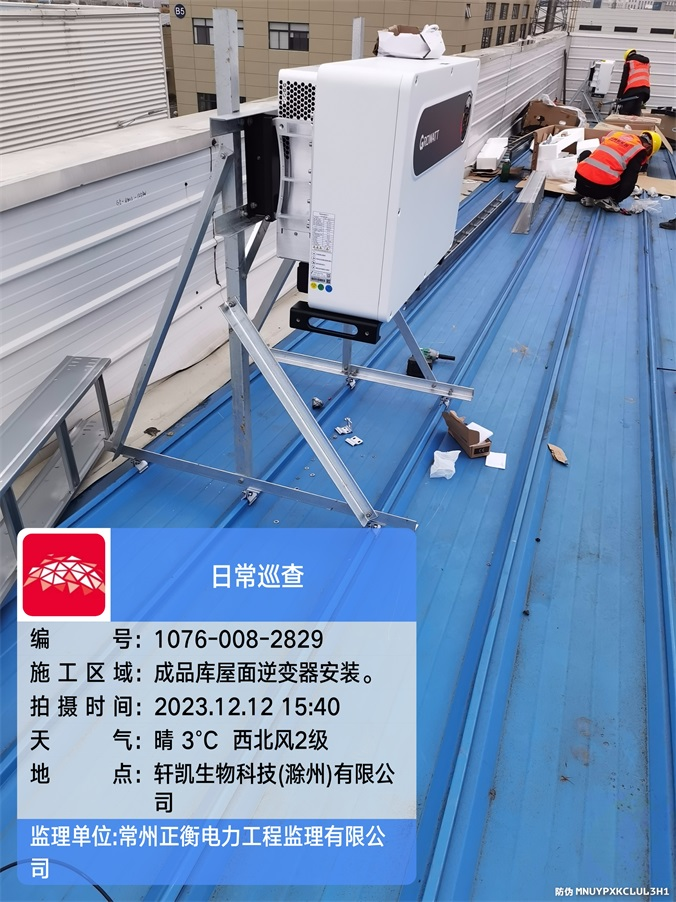 B5
GROWATT
日常巡查
编 号: 1076-008-2829
施工区域: 成品库屋面逆变器安装。
拍摄时间: 2023.12.12 15:40
天 气: 晴 3℃ 西北风2级
地 点: 轩凯生物科技(滁州)有限公
司
监理单位:常州正衡电力工程监理有限公
司
防伪 MNUYPXKCLUL3H1